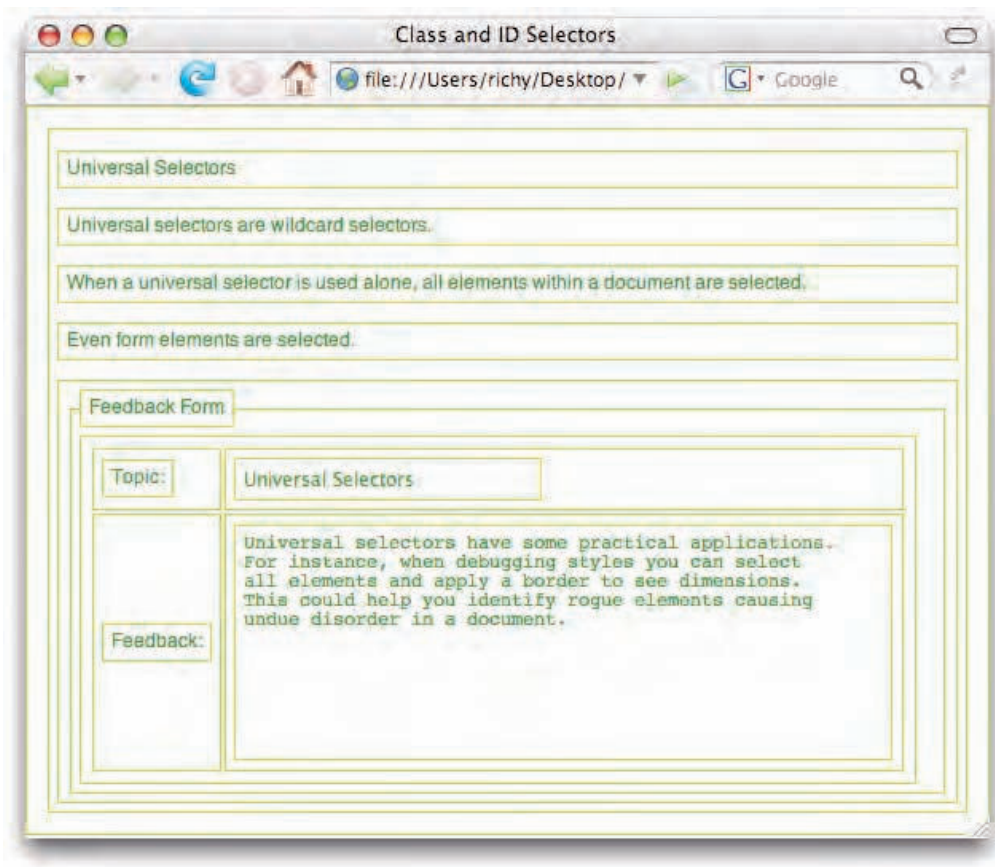 Class and ID Selectors
file:///Users/richy/Desktop/
G Google
Universal Selectors
Universal selectors are wildcard selectors.
When a universal selector is used alone, all elements within a document are selected.
Even form elements are selected.
Feedback Form
Topic:
Universal Selectors
Feedback:
Universal selectors have some practical applications.
For instance, when debugging styles you can select
all elements and apply a border to see dimensions.
This could help you identify rogue elements causing
undue disorder in a document.